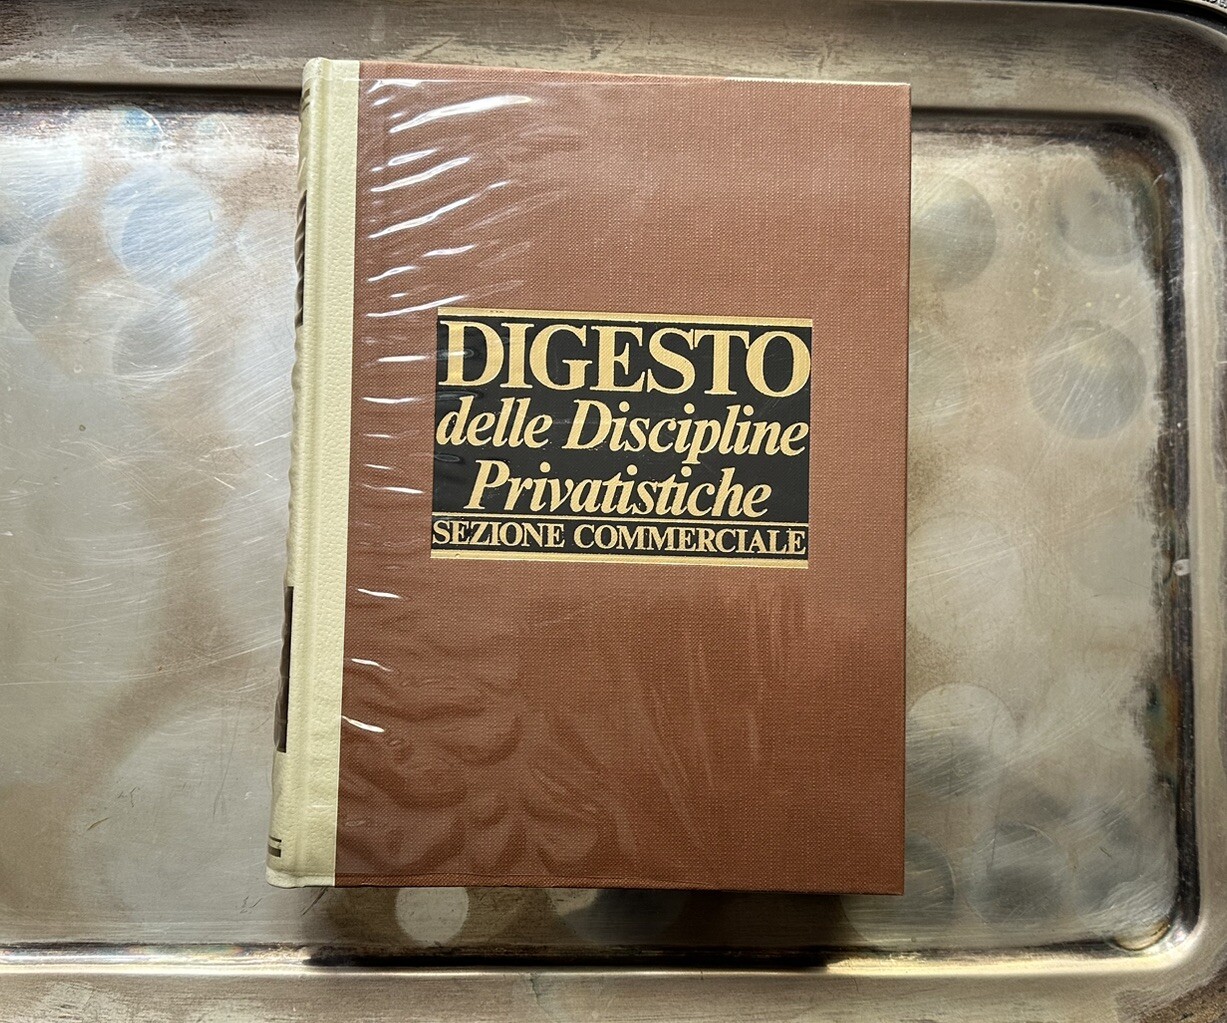 DIGESTO
delle Discipline
Privatistiche
SEZIONE COMMERCIALE